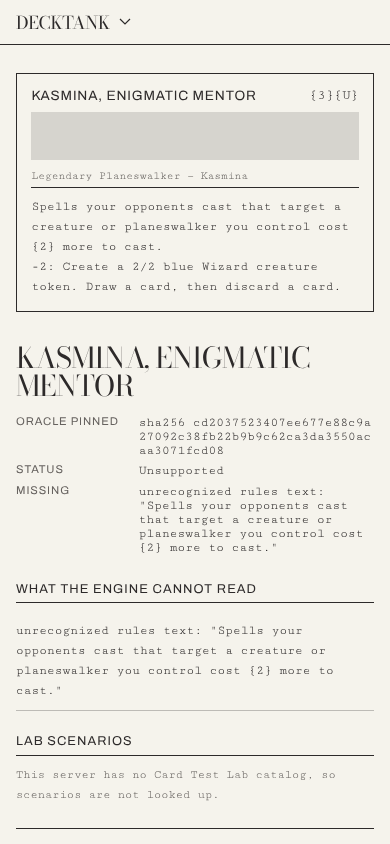 DECKTANK
KASMINA, ENIGMATIC MENTOR {3}{U}
Legendary Planeswalker — Kasmina
Spells your opponents cast that target a
creature or planeswalker you control cost
{2} more to cast.
−2: Create a 2/2 blue Wizard creature
token. Draw a card, then discard a card.
KASMINA, ENIGMATIC
MENTOR
ORACLE PINNED sha256 cd2037523407ee677e88c9a
27092c38fb22b9b9c62ca3da3550ac
aa3071fcd08
STATUS Unsupported
MISSING unrecognized rules text:
"Spells your opponents cast
that target a creature or
planeswalker you control cost
{2} more to cast."
WHAT THE ENGINE CANNOT READ
unrecognized rules text: "Spells your
opponents cast that target a creature or
planeswalker you control cost {2} more to
cast."
LAB SCENARIOS
This server has no Card Test Lab catalog, so
scenarios are not looked up.